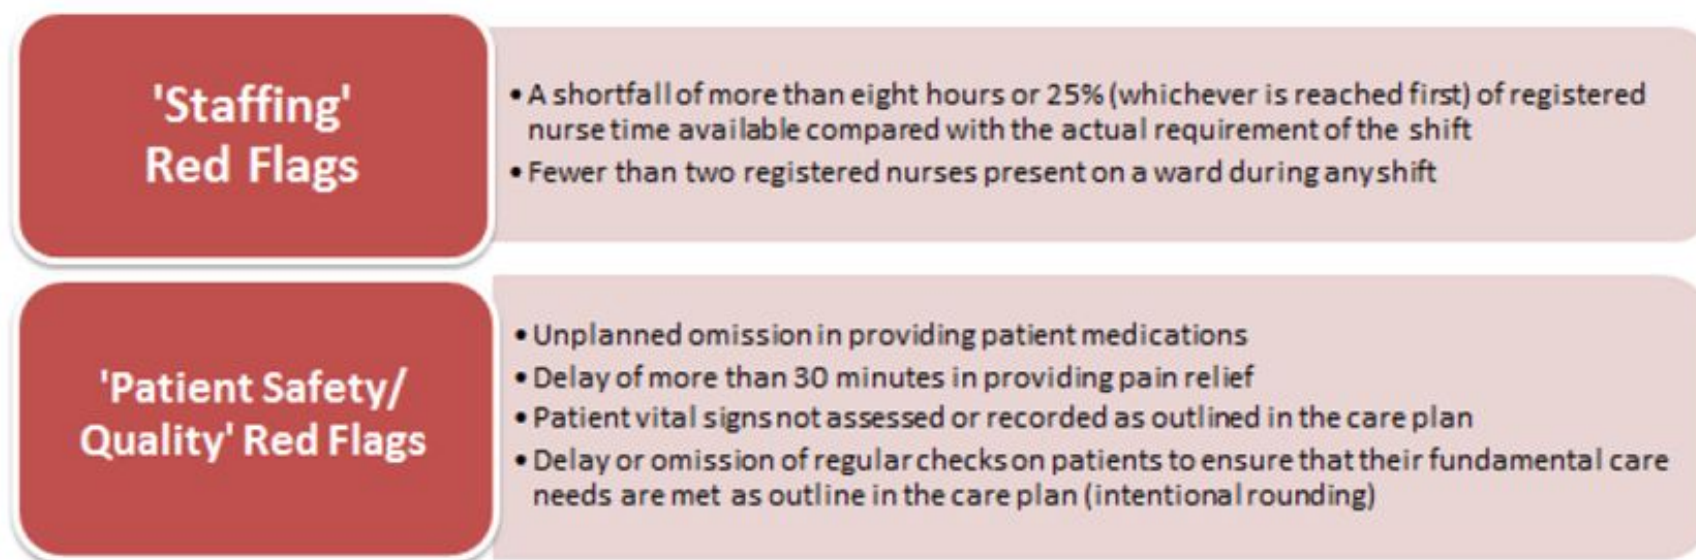 'Staffing'
Red Flags
• A shortfall of more than eight hours or 25% (whichever is reached first) of registered
nurse time available compared with the actual requirement of the shift
• Fewer than two registered nurses present on a ward during any shift
'Patient Safety/
Quality' Red Flags
• Unplanned omission in providing patient medications
• Delay of more than 30 minutes in providing pain relief
• Patient vital signs not assessed or recorded as outlined in the care plan
• Delay or omission of regular checks on patients to ensure that their fundamental care
needs are met as outline in the care plan (intentional rounding)